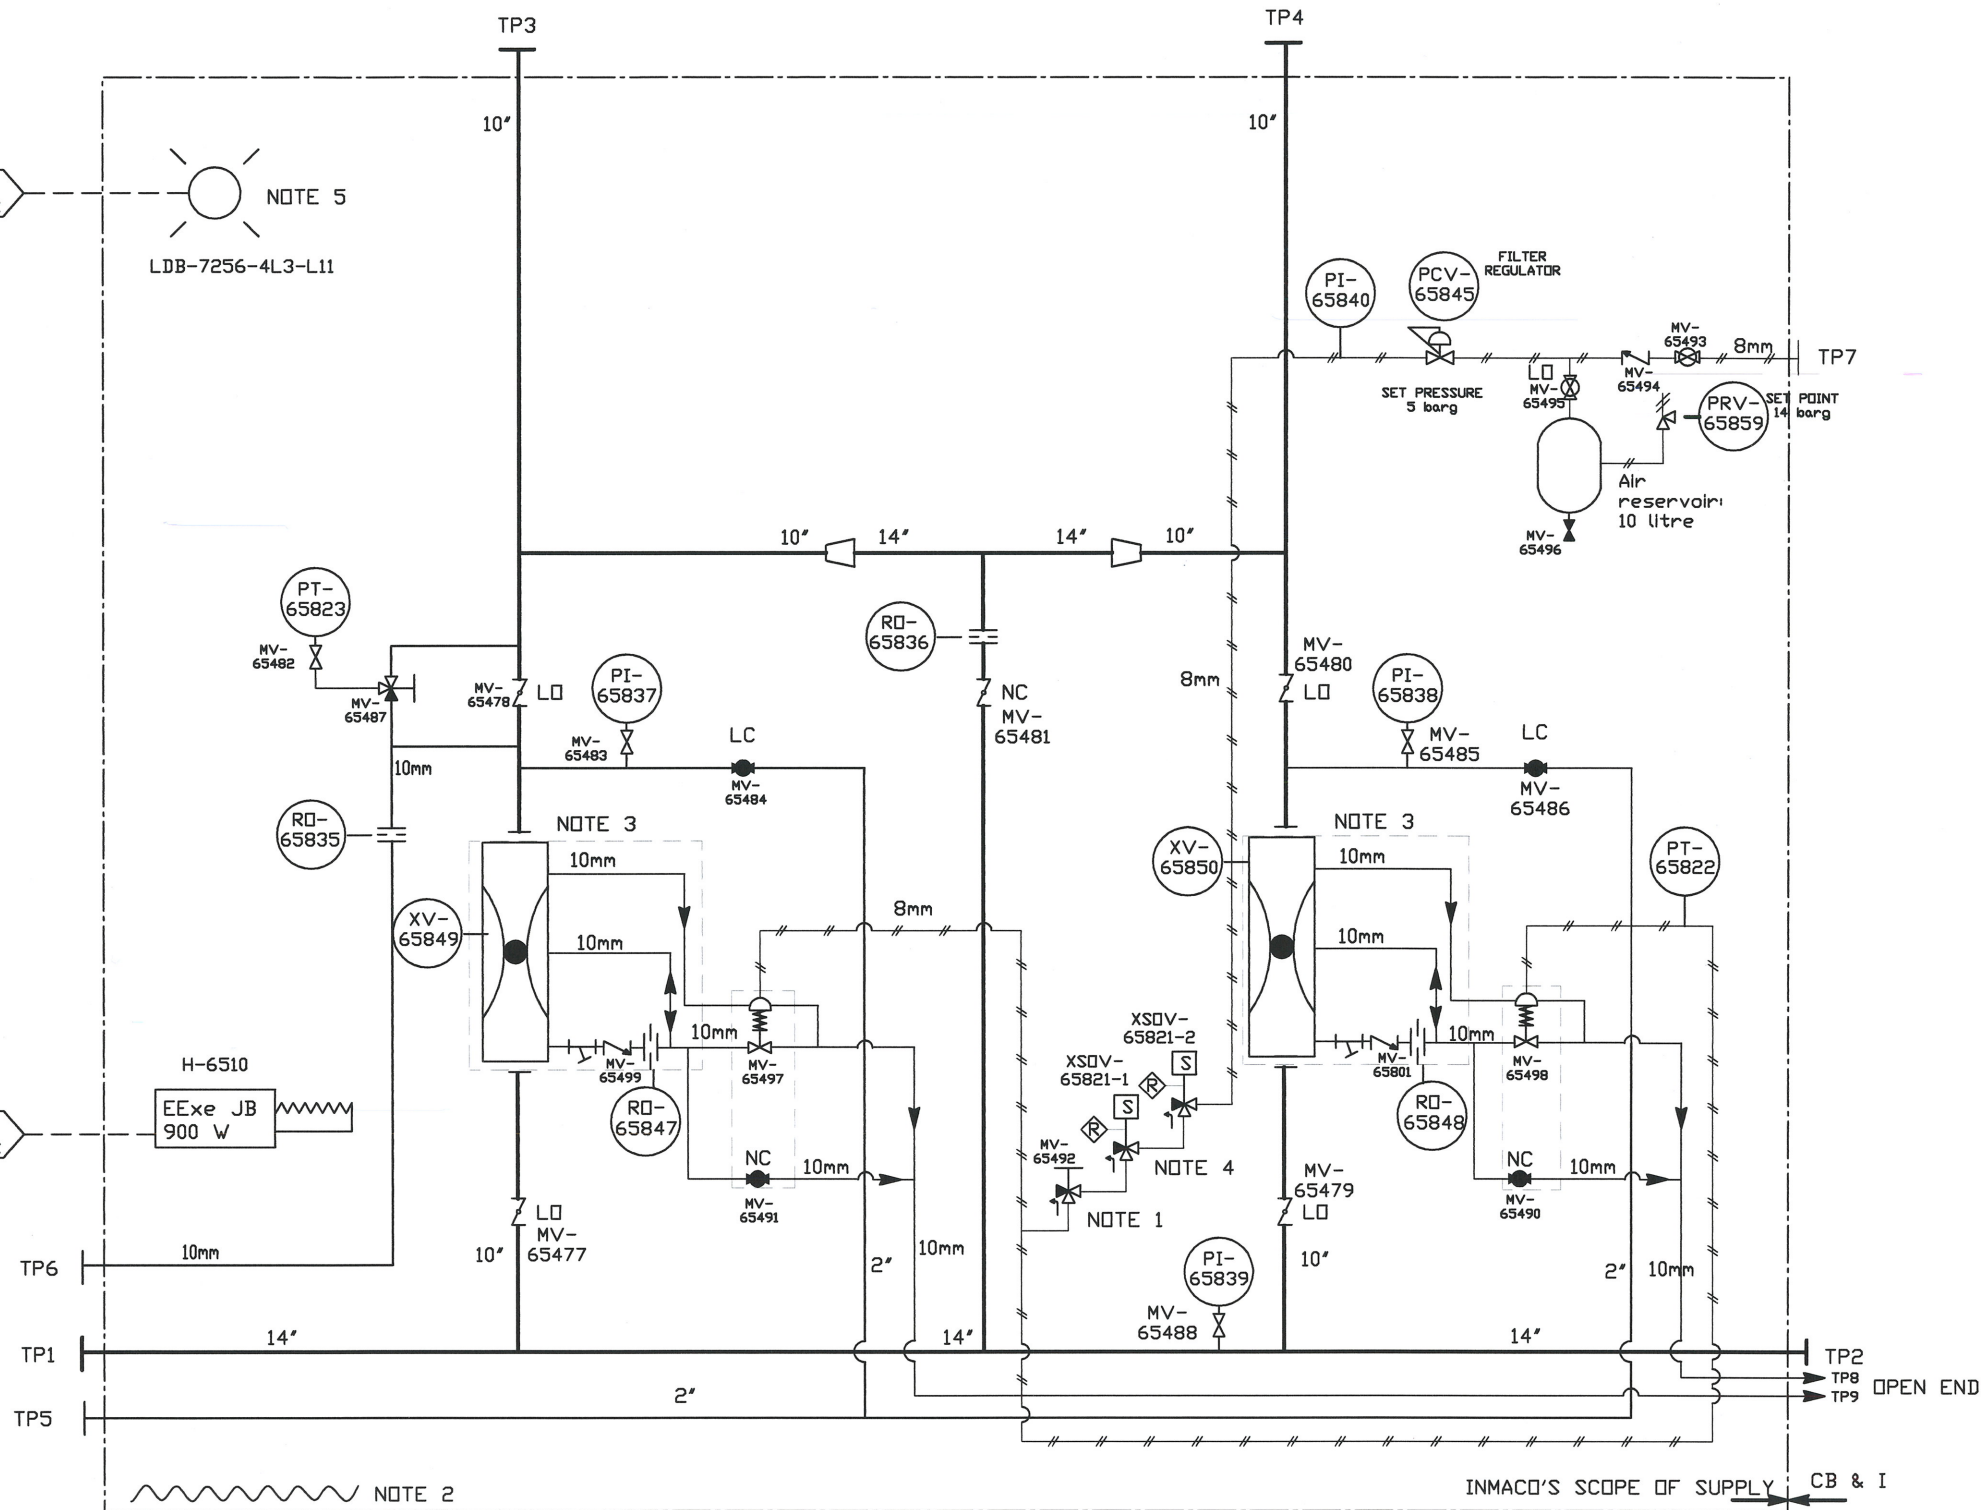 TP3
TP4
10"
10"
NOTE 5
LDB-7256-4L3-L11
PI-
65840
PCV-
65845
FILTER
REGULATOR
MV-
65493
8mm
TP7
SET PRESSURE
5 barg
LO
MV-
65495
MV-
65494
PRV-
65859
SET POINT
14 barg
Air
reservoir:
10 litre
MV-
65496
10"
14"
14"
10"
PT-
65823
MV-
65482
MV-
65487
MV-
65478
LO
PI-
65837
MV-
65483
LC
MV-
65484
RO-
65836
NC
MV-
65481
8mm
MV-
65480
LO
PI-
65838
MV-
65485
LC
MV-
65486
10mm
RO-
65835
NOTE 3
10mm
XV-
65849
10mm
10mm
MV-
65499
RO-
65847
MV-
65497
NC
MV-
65491
10mm
8mm
XV-
65850
NOTE 3
10mm
10mm
10mm
PT-
65822
MV-
65801
RO-
65848
MV-
65498
NC
MV-
65490
10mm
XSOV-
65821-2
S
R
XSOV-
65821-1
S
R
MV-
65492
NOTE 4
NOTE 1
H-6510
EExe JB
900 W
LO
MV-
65477
10"
MV-
65479
LO
10"
PI-
65839
MV-
65488
2"
10mm
2"
10mm
TP6
10mm
TP1
14"
14"
14"
TP2
TP8
TP9
OPEN END
TP5
2"
NOTE 2
INMACO'S SCOPE OF SUPPLY
CB & I